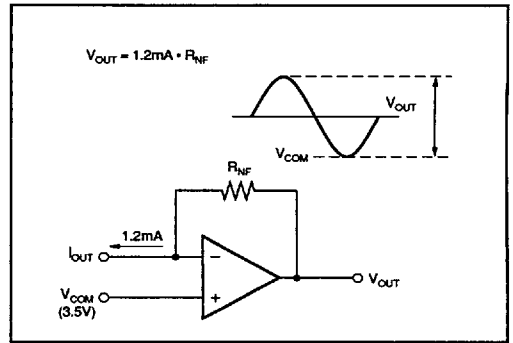 VOUT = 1.2mA • RNF
VOUT
VCOM
RNF
1.2mA
IOUT
−
VCOM
(3.5V)
+
VOUT